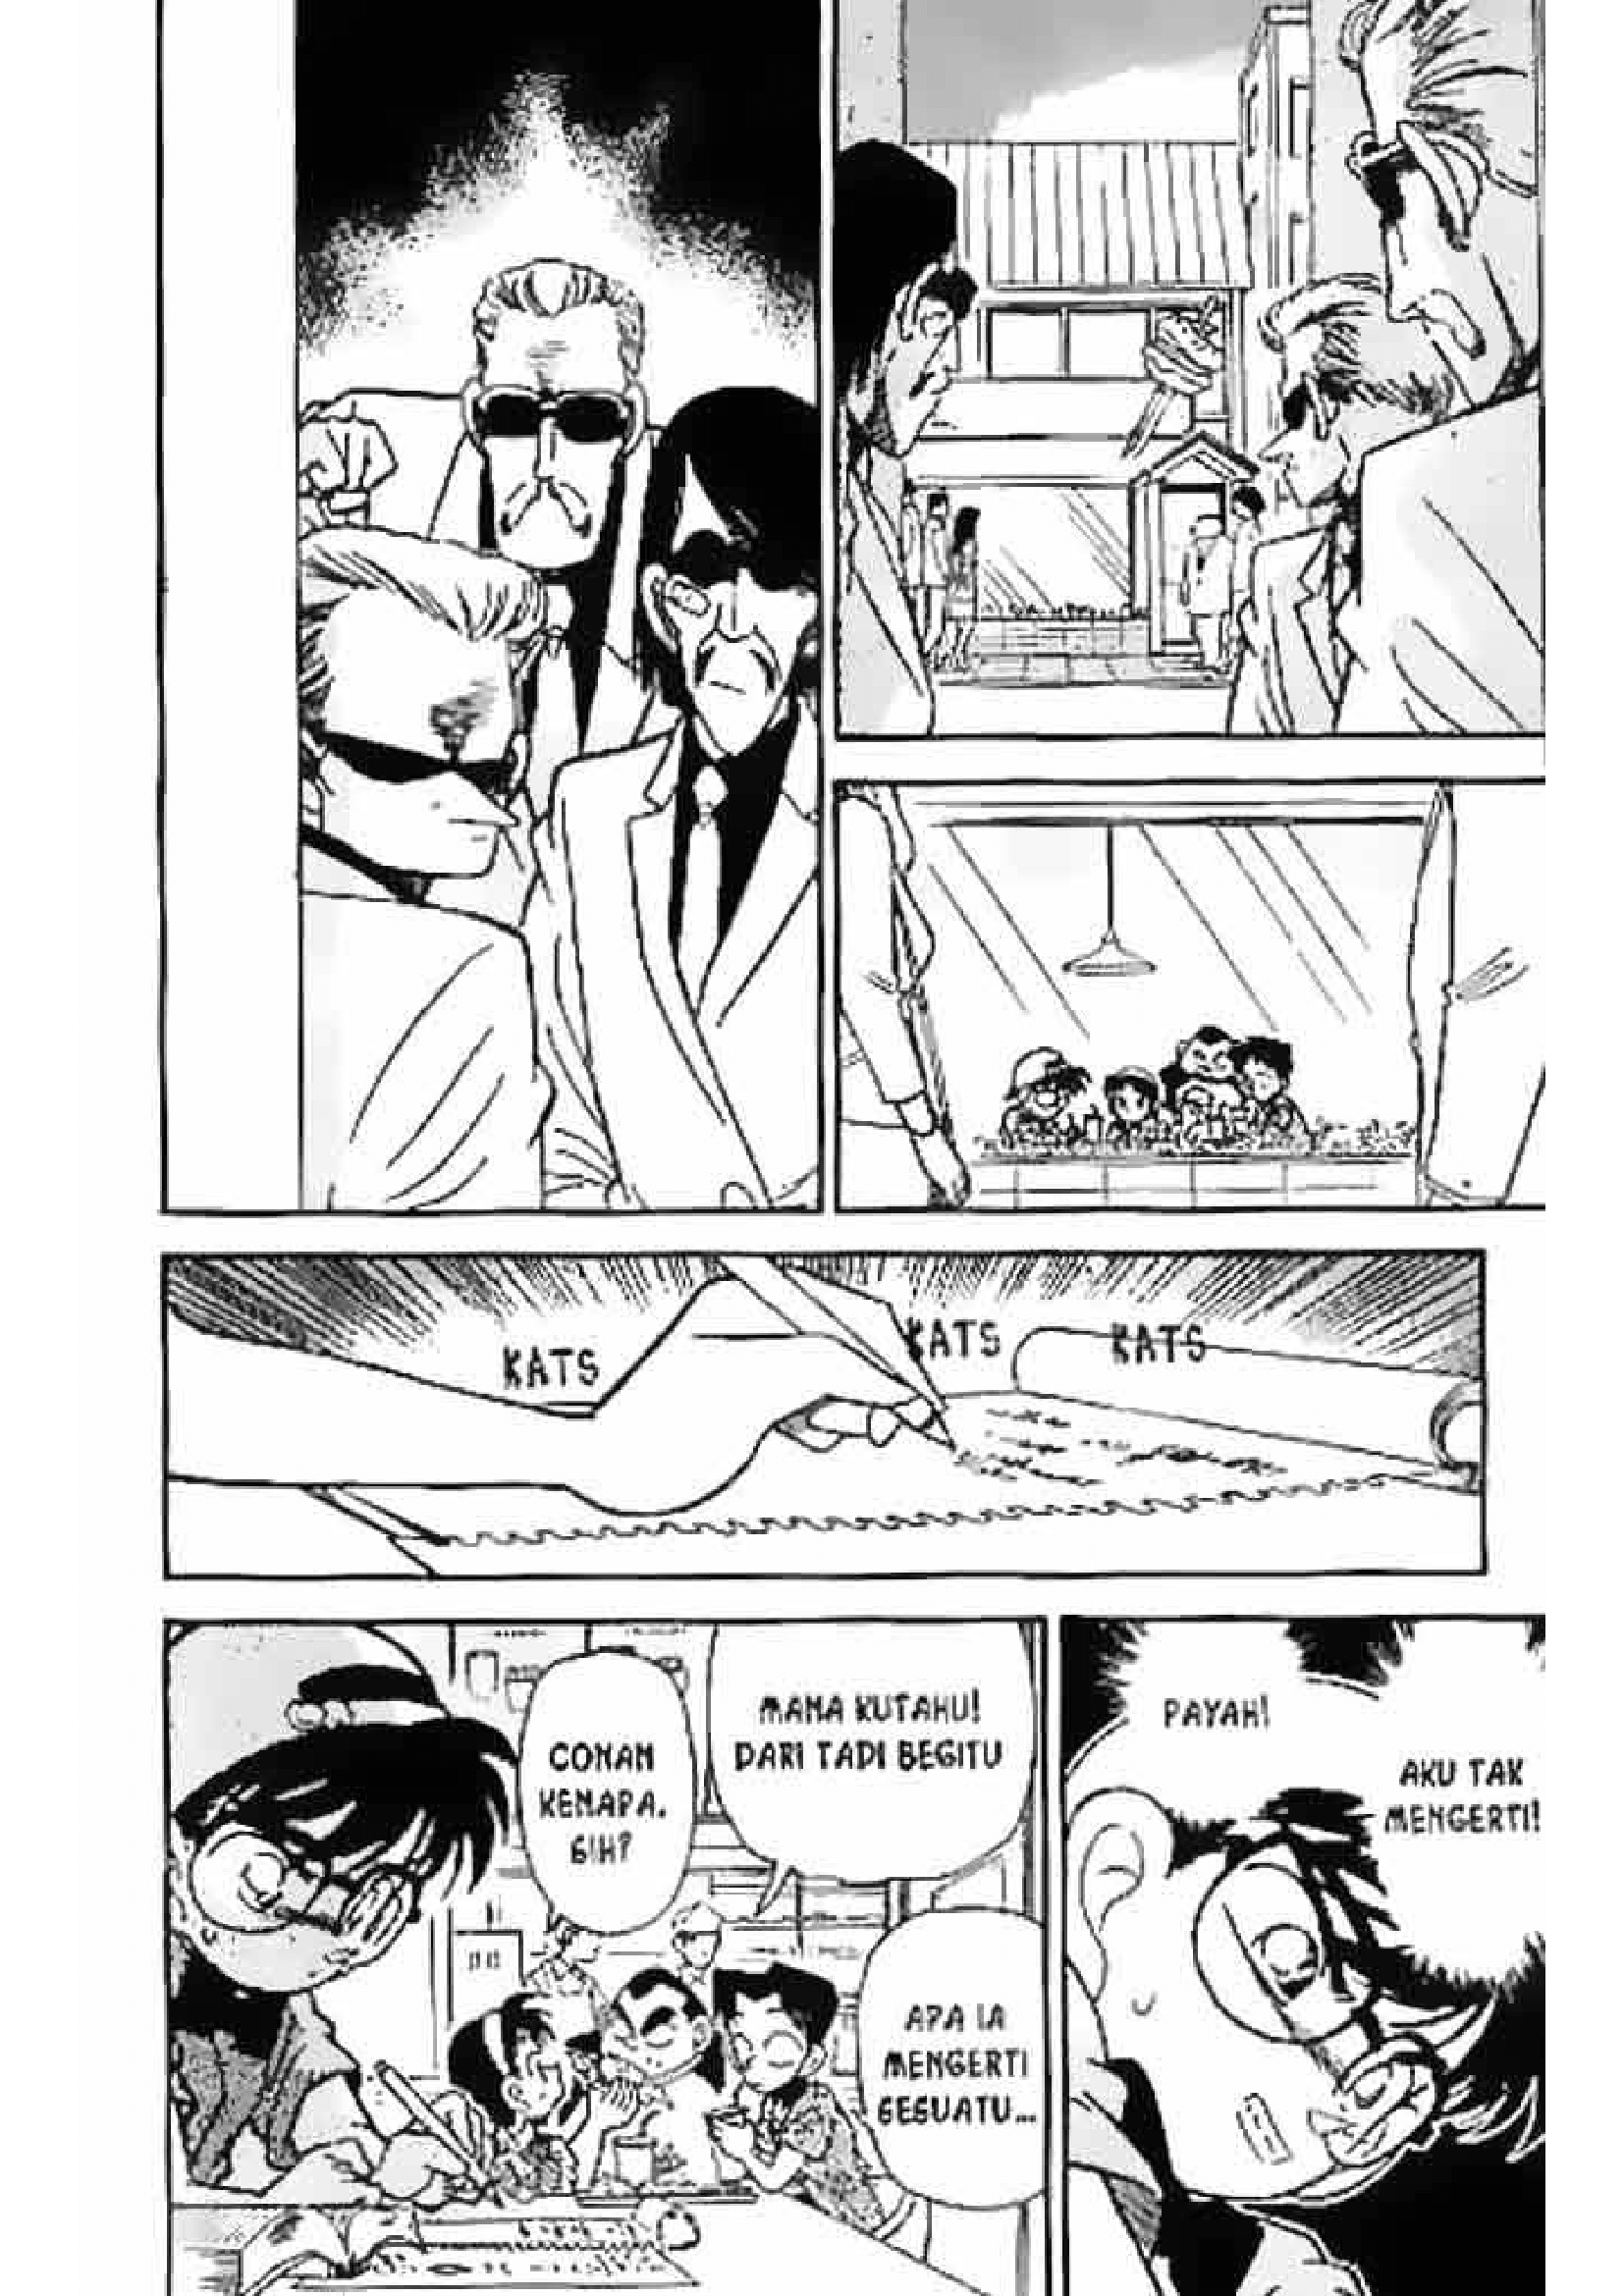 KATS
KATS
KATS
PAYAH!
AKU TAK
MENGERTI!
MANA KUTAHU!
DARI TADI BEGITU
CONAN
KENAPA,
SIH?
APA IA
MENGERTI
SESUATU...